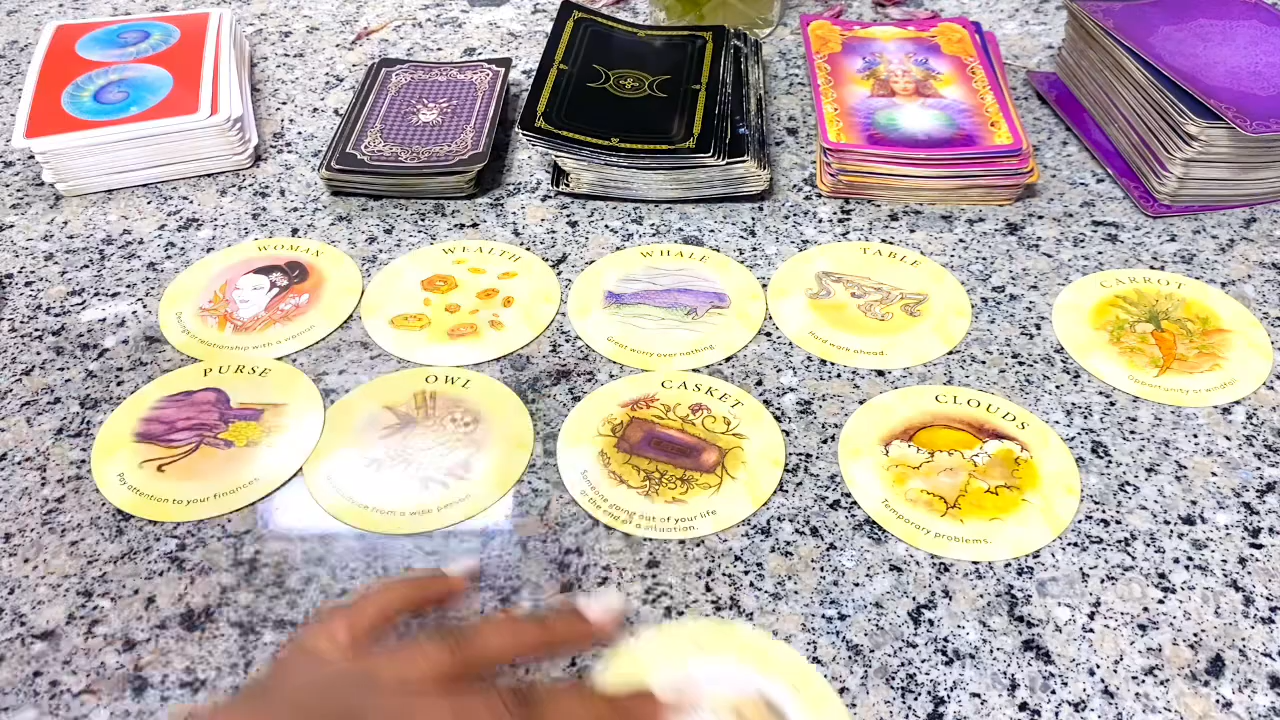 WOMAN
relationship with a woman
WEALTH
WHALE
Great worry over nothing.
TABLE
Hard work ahead.
CARROT
Opportunity or windfall
PURSE
Pay attention to your finances.
OWL
from a wise person
CASKET
Someone going out of your life
or the end of a situation.
CLOUDS
Temporary problems.